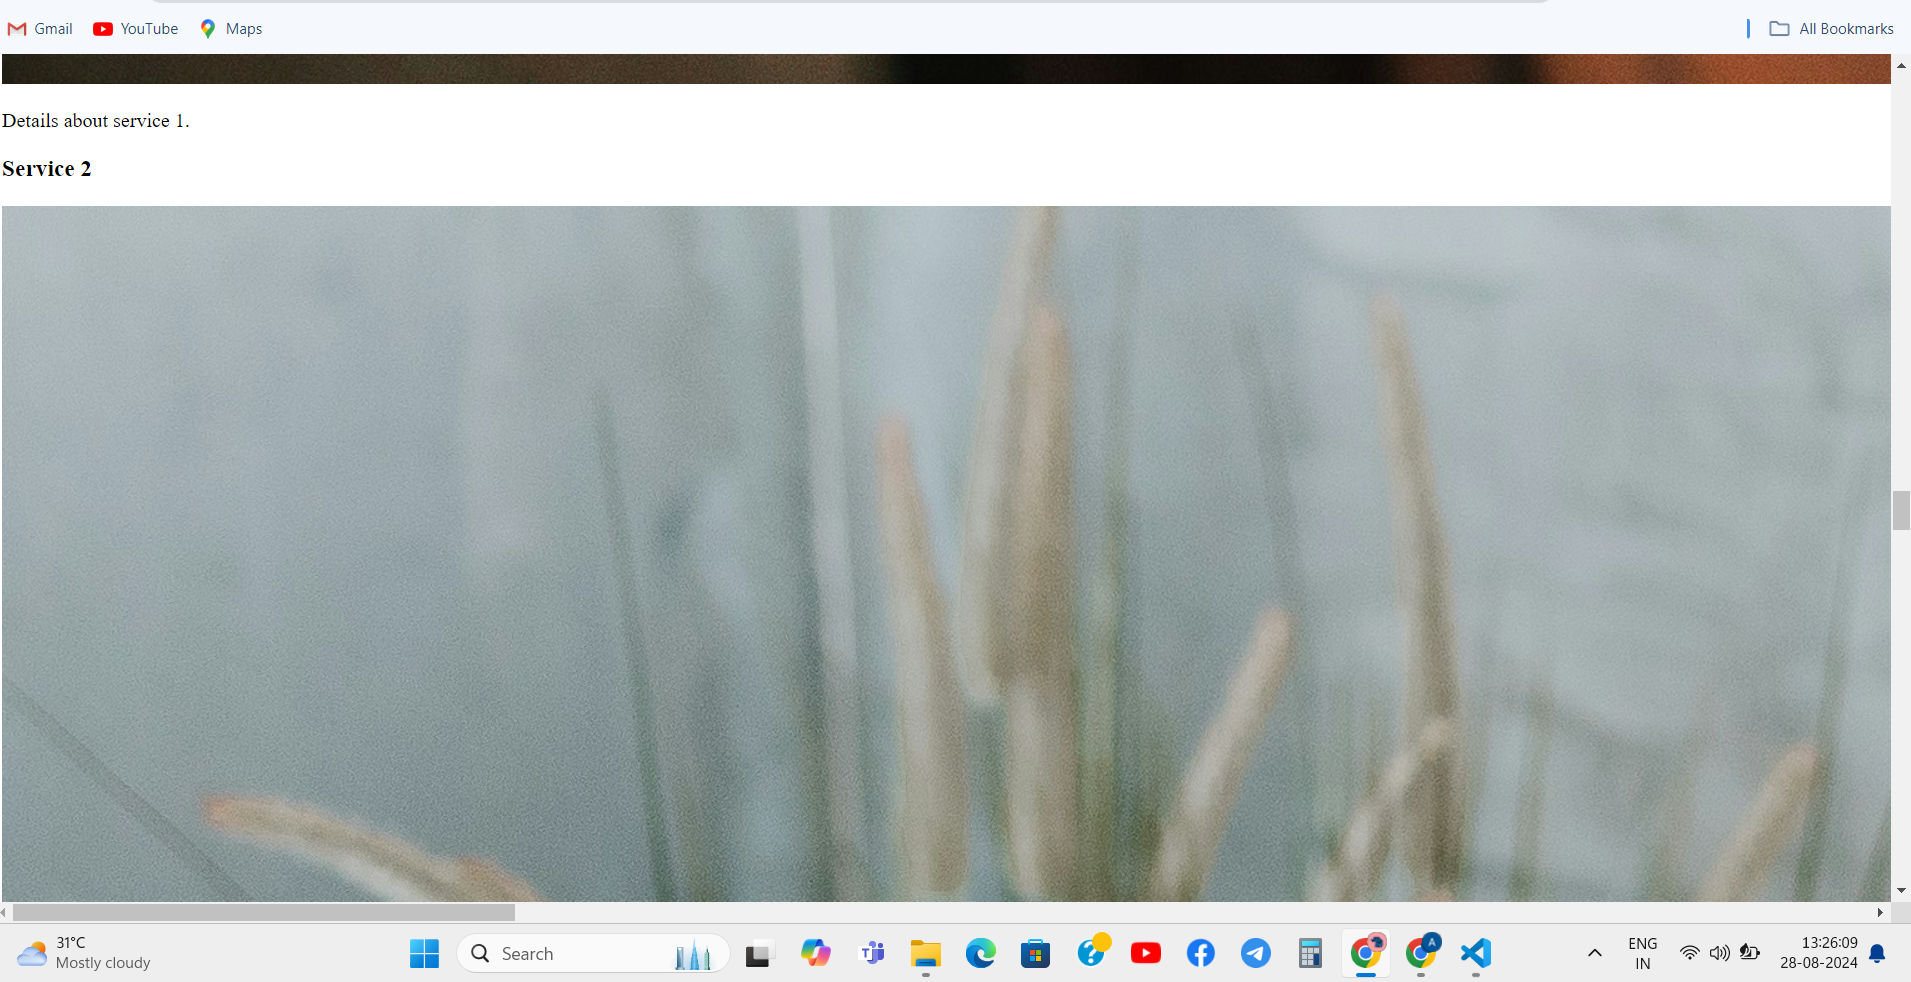 Gmail YouTube Maps All Bookmarks
Details about service 1.
Service 2
31°C
Mostly cloudy
Search
ENG
IN
13:26:09
28-08-2024